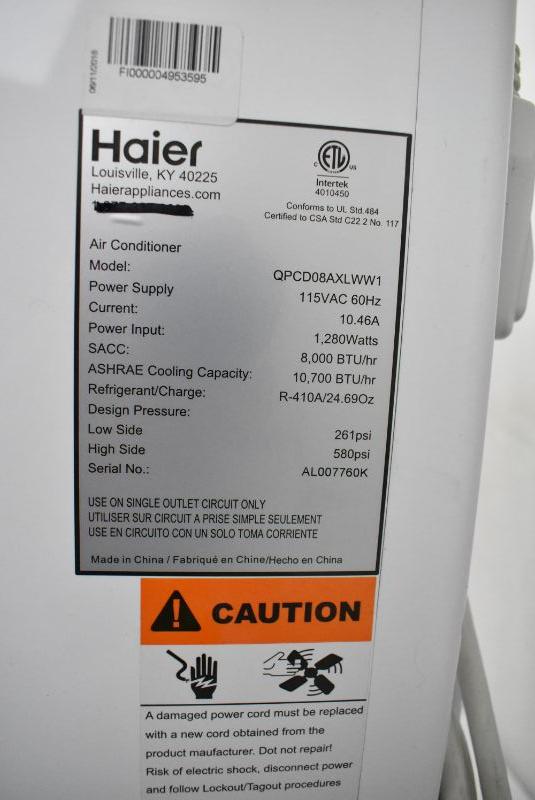 06/11/2018
FI000004953595
Haier
Louisville, KY 40225
Haierappliances.com
C ETL US
Intertek
4010450
Conforms to UL Std.484
Certified to CSA Std C22.2 No. 117
Air Conditioner
Model: QPCD08AXLWW1
Power Supply 115VAC 60Hz
Current: 10.46A
Power Input: 1,280Watts
SACC: 8,000 BTU/hr
ASHRAE Cooling Capacity: 10,700 BTU/hr
Refrigerant/Charge: R-410A/24.69Oz
Design Pressure:
Low Side 261psi
High Side 580psi
Serial No.: AL007760K
USE ON SINGLE OUTLET CIRCUIT ONLY
UTILISER SUR CIRCUIT A PRISE SIMPLE SEULEMENT
USE EN CIRCUITO CON UN SOLO TOMA CORRIENTE
Made in China / Fabriqué en Chine/Hecho en China
CAUTION
A damaged power cord must be replaced
with a new cord obtained from the
product maufacturer. Dot not repair!
Risk of electric shock, disconnect power
and follow Lockout/Tagout procedures